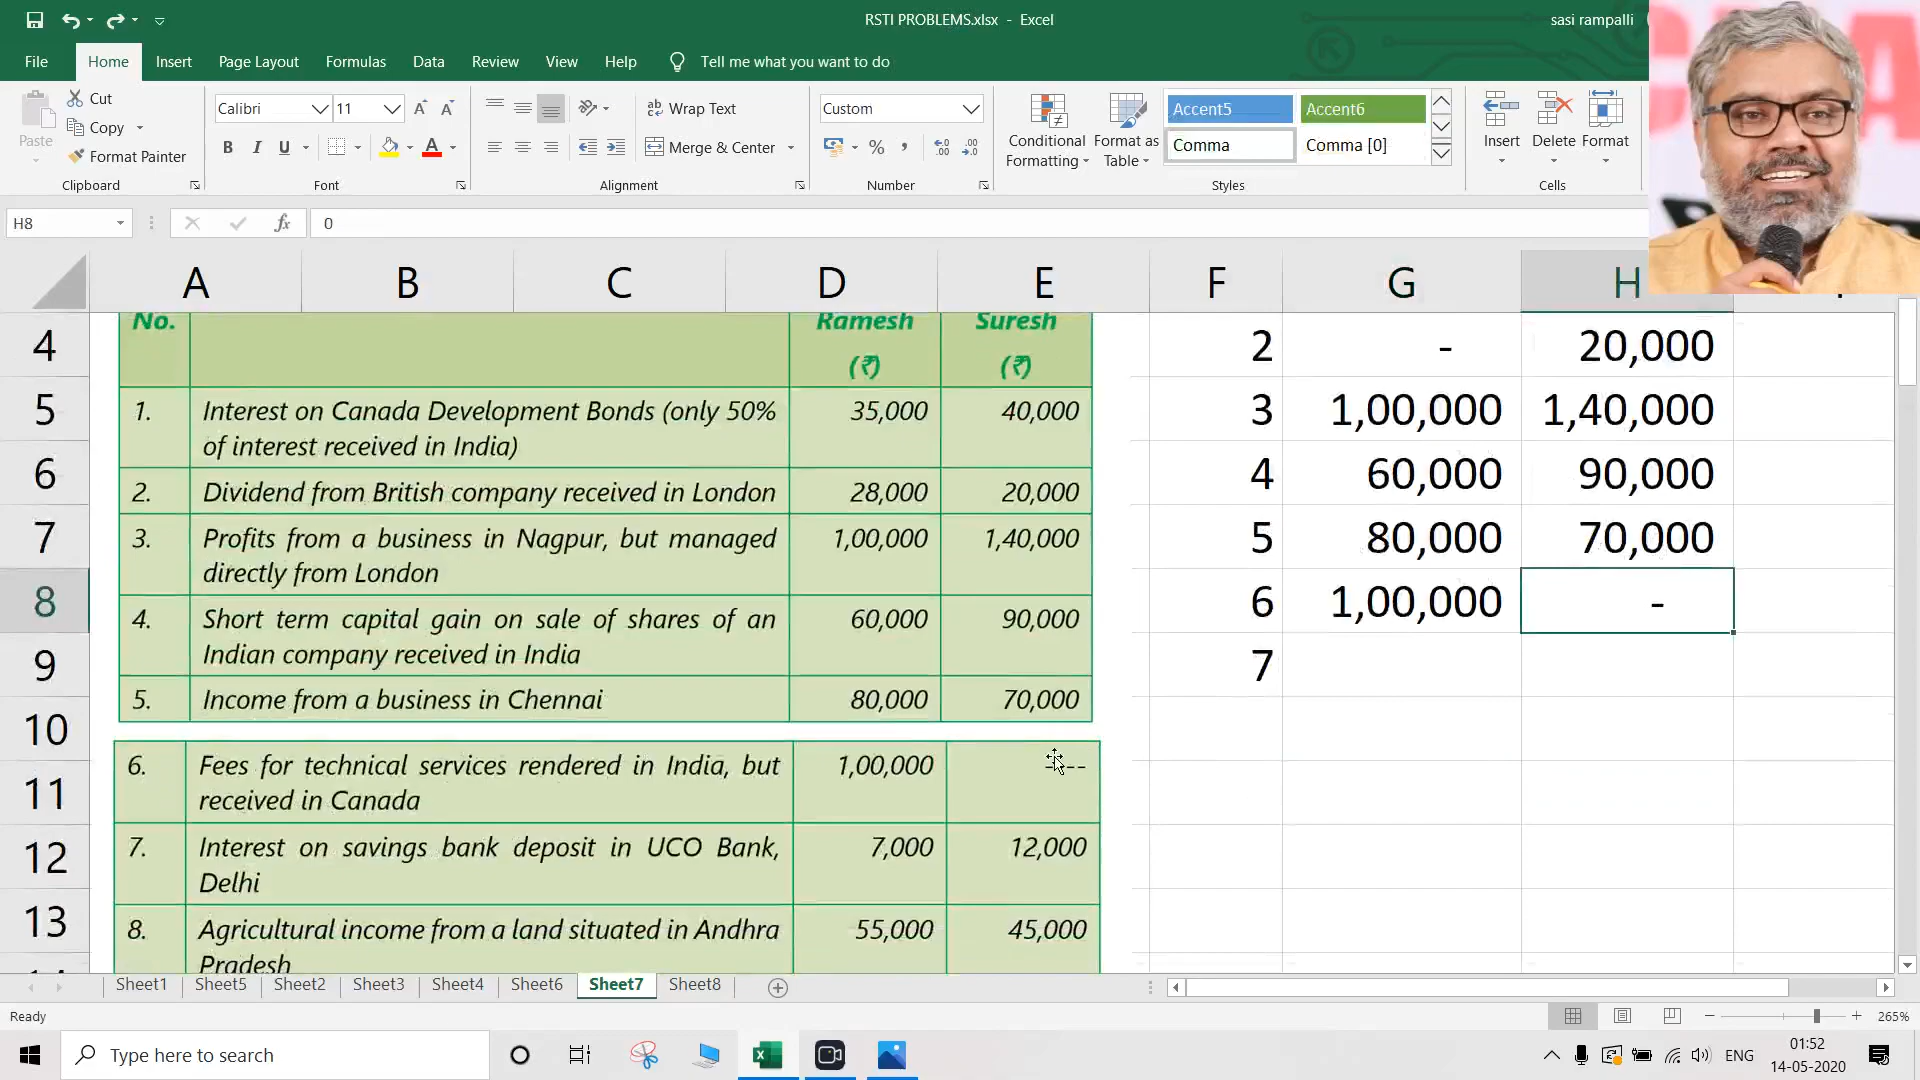 RSTI PROBLEMS.xlsx - Excel
sasi rampalli
File Home Insert Page Layout Formulas Data Review View Help Tell me what you want to do
Paste
Cut
Copy
Format Painter
Clipboard
Calibri 11
B I U
Font
Wrap Text
Merge & Center
Alignment
Custom
Number
Conditional Formatting
Format as Table
Accent5 Accent6
Comma Comma [0]
Styles
Insert Delete Format
Cells
H8 fx 0
A B C D E F G H
4 5 6 7 8 9 10 11 12 13
No. Ramesh Suresh
(₹) (₹)
1. Interest on Canada Development Bonds (only 50% 35,000 40,000
of interest received in India)
2. Dividend from British company received in London 28,000 20,000
3. Profits from a business in Nagpur, but managed 1,00,000 1,40,000
directly from London
4. Short term capital gain on sale of shares of an 60,000 90,000
Indian company received in India
5. Income from a business in Chennai 80,000 70,000
6. Fees for technical services rendered in India, but 1,00,000 ----
received in Canada
7. Interest on savings bank deposit in UCO Bank, 7,000 12,000
Delhi
8. Agricultural income from a land situated in Andhra 55,000 45,000
Pradesh
2 - 20,000
3 1,00,000 1,40,000
4 60,000 90,000
5 80,000 70,000
6 1,00,000 -
7
Sheet1 Sheet5 Sheet2 Sheet3 Sheet4 Sheet6 Sheet7 Sheet8
Ready
265%
Type here to search
ENG
01:52
14-05-2020